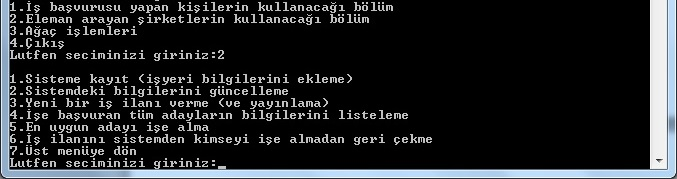 1.İş başvurusu yapan kişilerin kullanacağı bölüm
2.Eleman arayan şirketlerin kullanacağı bölüm
3.Ağaç işlemleri
4.Çıkış
Lutfen seciminizi giriniz:2
1.Sisteme kayıt (işyeri bilgilerini ekleme)
2.Sistemdeki bilgilerini güncelleme
3.Yeni bir iş ilanı verme (ve yayınlama)
4.İşe başvuran tüm adayların bilgilerini listeleme
5.En uygun adayı işe alma
6.İş ilanını sistemden kimseyi işe almadan geri çekme
7.Üst menüye dön
Lutfen seciminizi giriniz:_